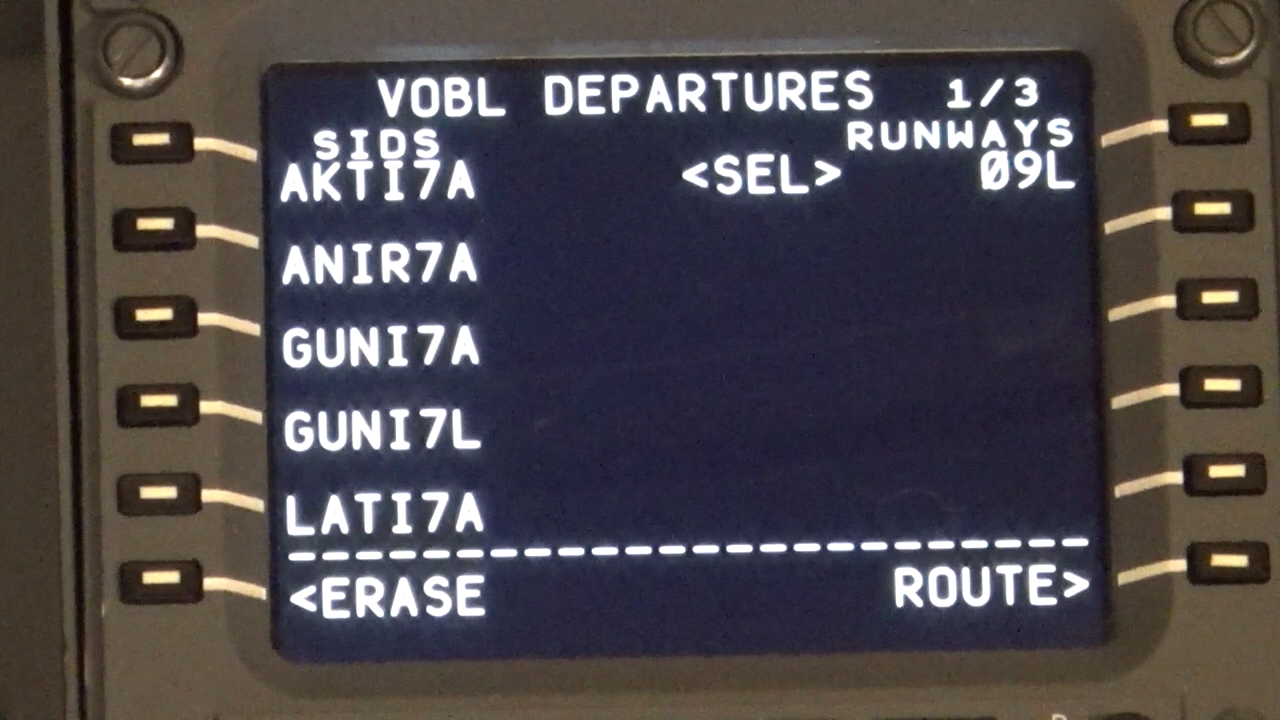 VOBL DEPARTURES 1/3
SIDS RUNWAYS
AKTI7A <SEL> 09L
ANIR7A
GUNI7A
GUNI7L
LATI7A
<ERASE ROUTE>